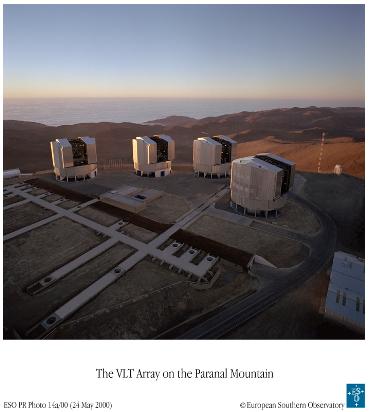 The VLT Array on the Paranal Mountain
ESO PR Photo 14a/00 (24 May 2000)
© European Southern Observatory